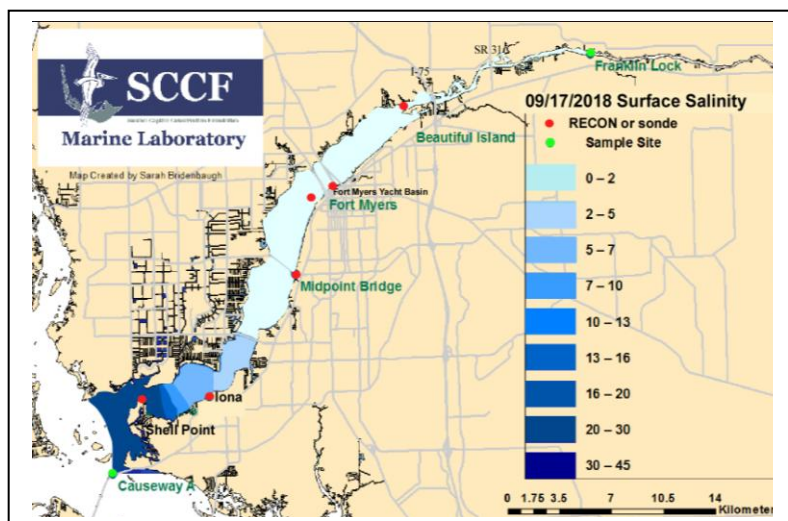 SCCF
Marine Laboratory
Map Created by Sarah Bridenbaugh
SR 31
I-75
Franklin Lock
Beautiful Island
Fort Myers Yacht Basin
Fort Myers
Midpoint Bridge
Iona
Shell Point
Causeway A
09/17/2018 Surface Salinity
RECON or sonde
Sample Site
0 – 2
2 – 5
5 – 7
7 – 10
10 – 13
13 – 16
16 – 20
20 – 30
30 – 45
0 1.75 3.5 7 10.5 14
Kilometer